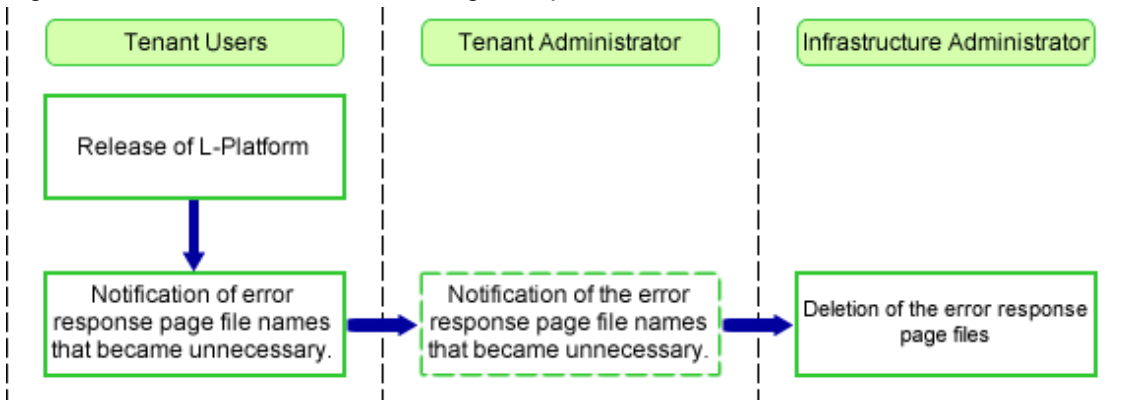 Tenant Users
Tenant Administrator
Infrastructure Administrator
Release of L-Platform
Notification of error
response page file names
that became unnecessary.
Notification of the error
response page file names
that became unnecessary.
Deletion of the error response
page files